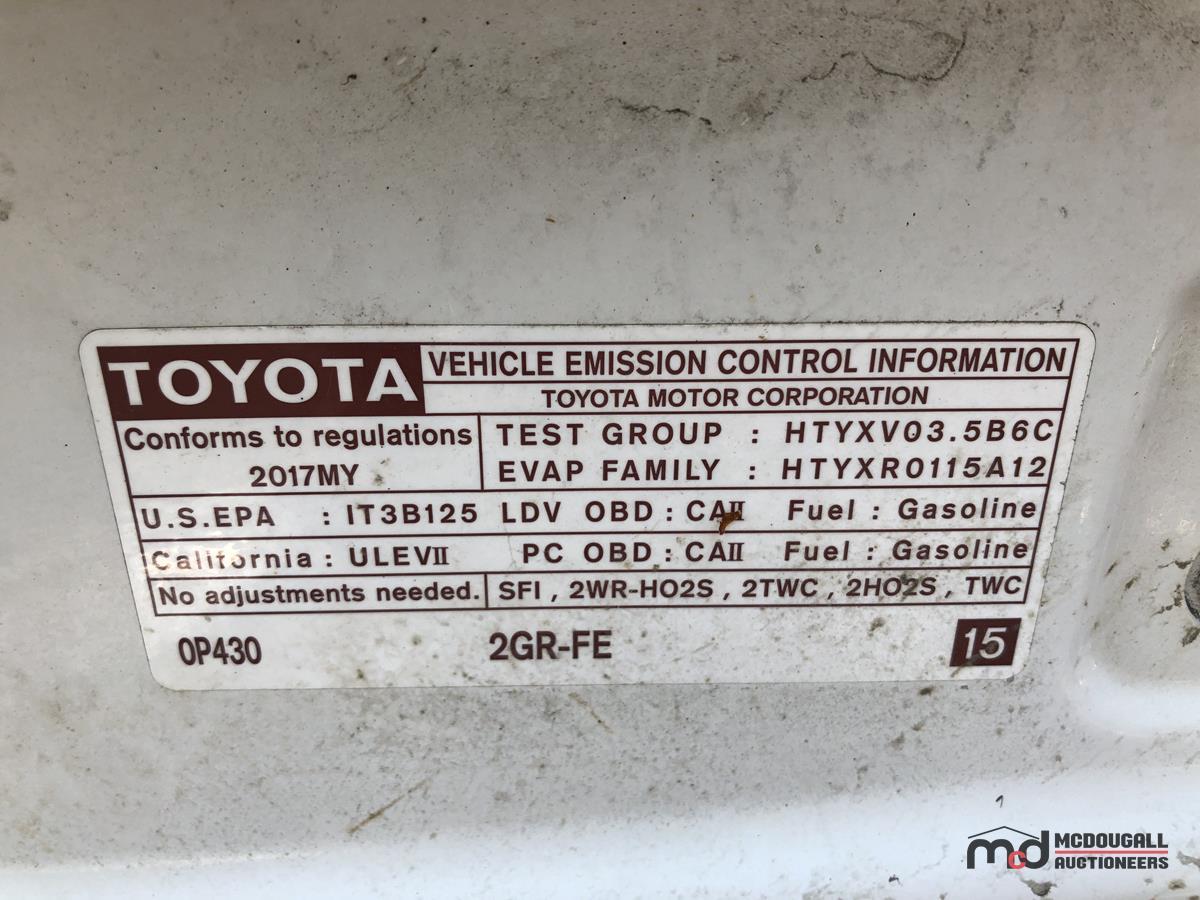 TOYOTA
VEHICLE EMISSION CONTROL INFORMATION
TOYOTA MOTOR CORPORATION
Conforms to regulations
2017MY
TEST GROUP : HTYXV03.5B6C
EVAP FAMILY : HTYXR0115A12
U.S.EPA : IT3B125 LDV OBD : CAII Fuel : Gasoline
California : ULEVII PC OBD : CAII Fuel : Gasoline
No adjustments needed. SFI , 2WR-HO2S , 2TWC , 2HO2S , TWC
0P430 2GR-FE 15
mcd MCDOUGALL
AUCTIONEERS